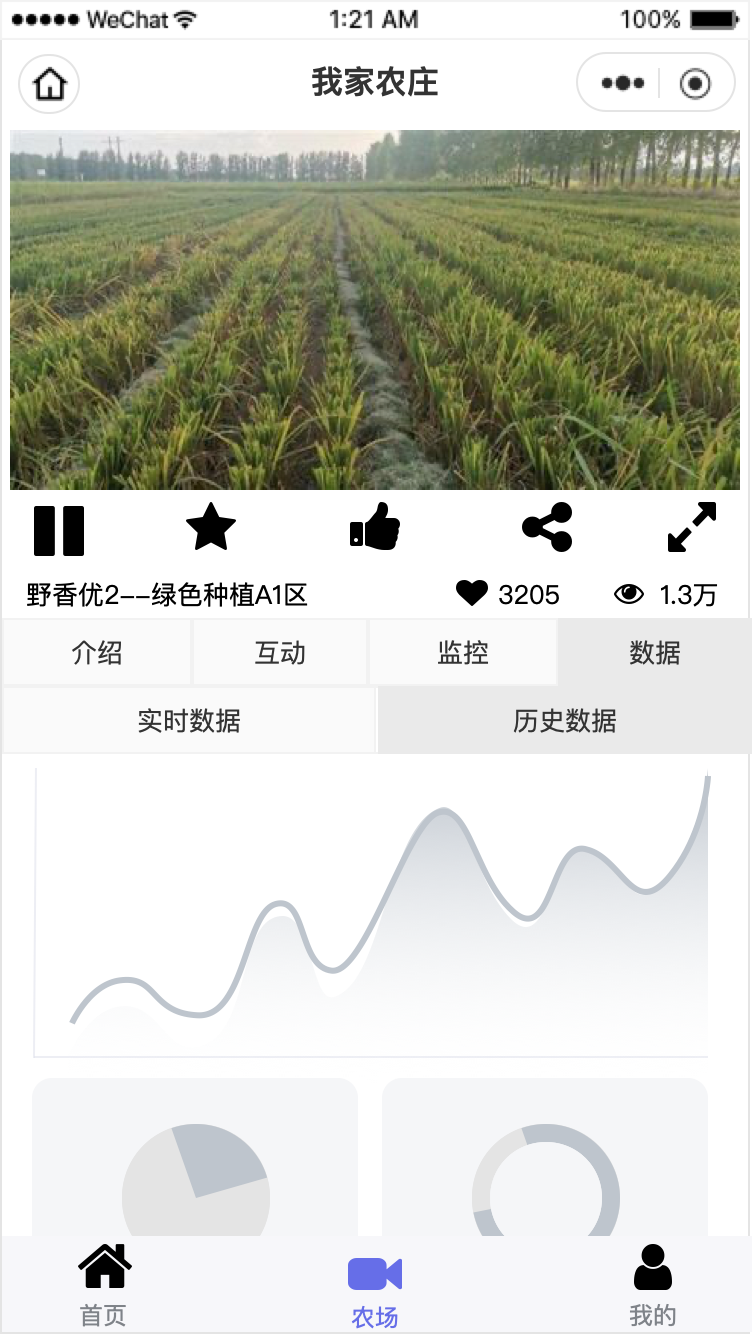 WeChat 1:21 AM 100%
我家农庄
野香优2--绿色种植A1区 3205 1.3万
介绍 互动 监控 数据
实时数据 历史数据
首页 农场 我的